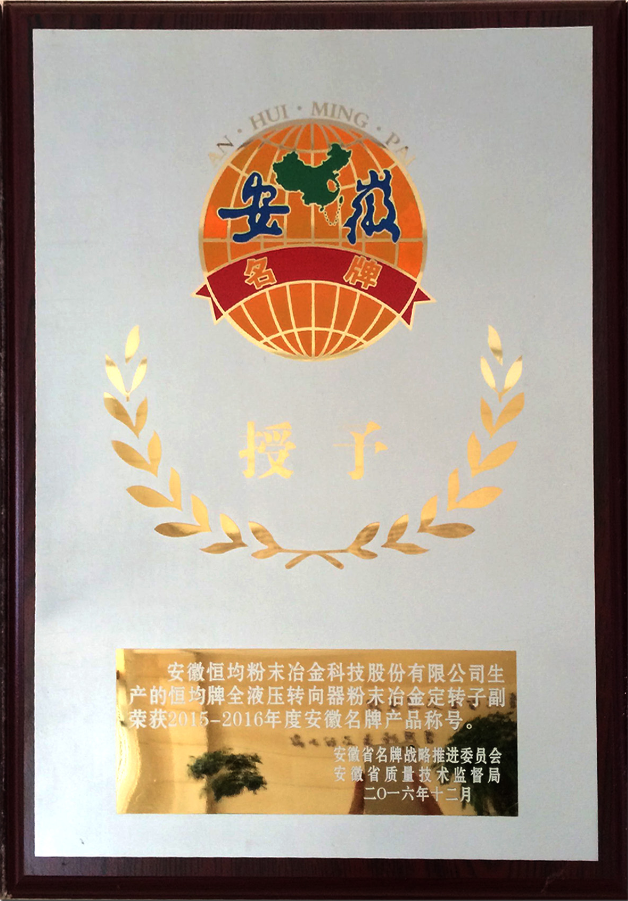 AN·HUI·MING·PAI
安徽
名牌
授予
安徽恒均粉末冶金科技股份有限公司生
产的恒均牌全液压转向器粉末冶金定转子副
荣获2015-2016年度安徽名牌产品称号。
安徽省名牌战略推进委员会
安徽省质量技术监督局
二〇一六年十二月